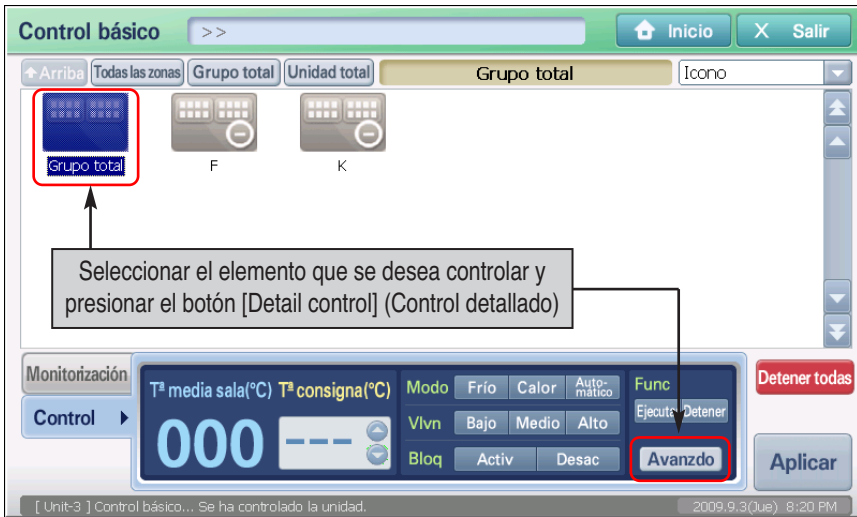 Control básico >> Inicio X Salir
Arriba Todas las zonas Grupo total Unidad total Grupo total Icono
Grupo total F K
Seleccionar el elemento que se desea controlar y
presionar el botón [Detail control] (Control detallado)
Monitorización
Control
Tª media sala(°C) Tª consigna(°C)
000 ---
Modo Frío Calor Auto-
mático
Vlvn Bajo Medio Alto
Bloq Activ Desac
Func
Ejecuta Detener
Avanzdo
Detener todas
Aplicar
[ Unit-3 ] Control básico... Se ha controlado la unidad. 2009.9.3(Jue) 8:20 PM